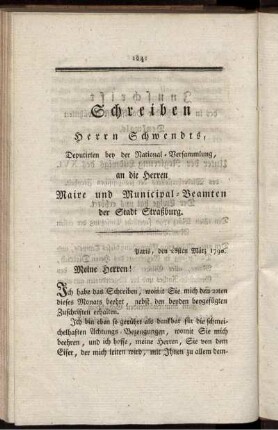 184
Schreiben
Herrn Schwendts,
Deputirten bey der National-Versammlung,
an die Herren
Maire und Municipal-Beamten
der Stadt Straßburg.
Paris, den März 1790.
Meine Herren!
Ich habe das Schreiben, womit Sie mich den
dieses Monats beehrt, nebst den beyden beygefügten
Zuschriften erhalten.
Ich bin eben so gerührt als dankbar für die schmei-
chelhaften Achtungs-Bezeugungen, womit Sie mich
beehren, und ich hoffe, meine Herren, Sie von dem
Eifer, der mich leiten wird, mit Ihnen zu allem dem-